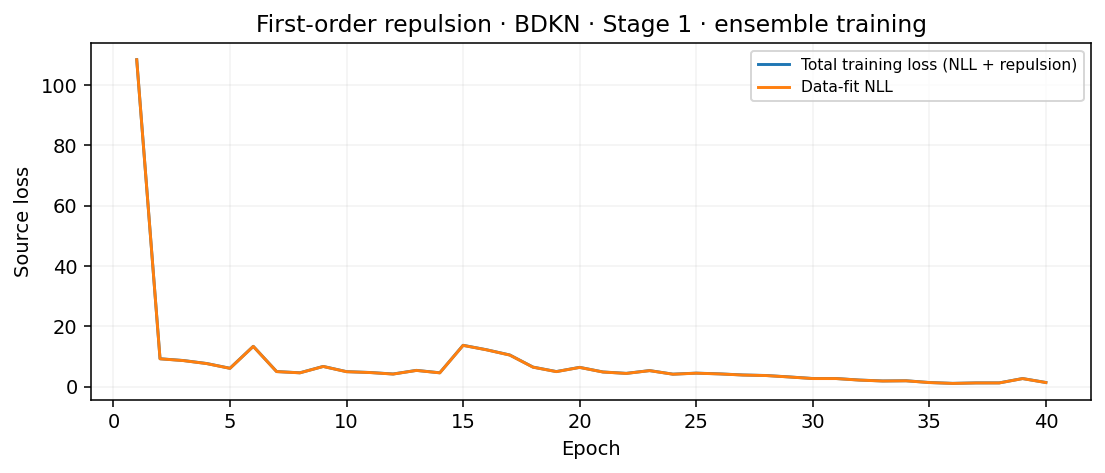 First-order repulsion · BDKN · Stage 1 · ensemble training
Total training loss (NLL + repulsion)
Data-fit NLL
Source loss
100
80
60
40
20
0
0 5 10 15 20 25 30 35 40
Epoch